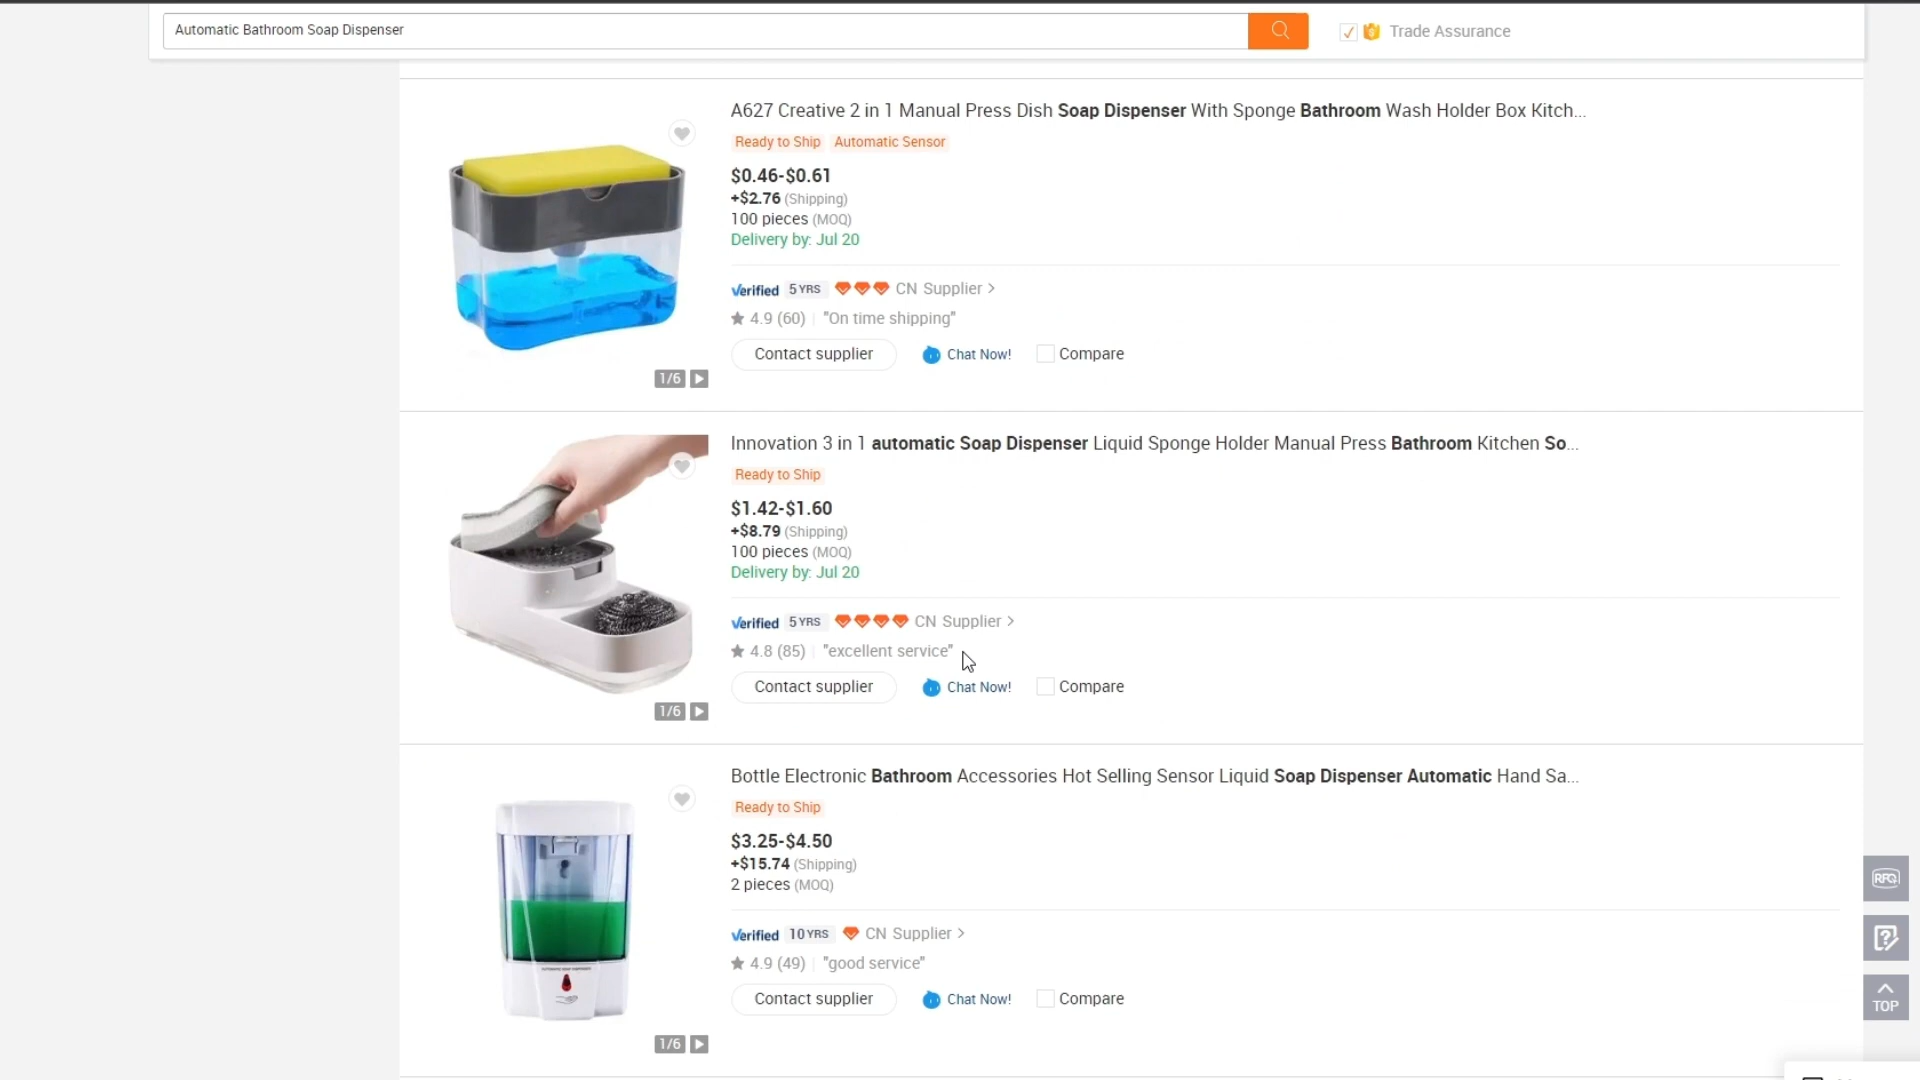 Automatic Bathroom Soap Dispenser
Trade Assurance
A627 Creative 2 in 1 Manual Press Dish Soap Dispenser With Sponge Bathroom Wash Holder Box Kitch...
Ready to Ship Automatic Sensor
$0.46-$0.61
+$2.76 (Shipping)
100 pieces (MOQ)
Delivery by: Jul 20
Verified 5 YRS CN Supplier >
4.9 (60) | "On time shipping"
Contact supplier Chat Now! Compare
1/6
Innovation 3 in 1 automatic Soap Dispenser Liquid Sponge Holder Manual Press Bathroom Kitchen So...
Ready to Ship
$1.42-$1.60
+$8.79 (Shipping)
100 pieces (MOQ)
Delivery by: Jul 20
Verified 5 YRS CN Supplier >
4.8 (85) | "excellent service"
Contact supplier Chat Now! Compare
1/6
Bottle Electronic Bathroom Accessories Hot Selling Sensor Liquid Soap Dispenser Automatic Hand Sa...
Ready to Ship
$3.25-$4.50
+$15.74 (Shipping)
2 pieces (MOQ)
Verified 10 YRS CN Supplier >
4.9 (49) | "good service"
Contact supplier Chat Now! Compare
1/6
RFQ
TOP